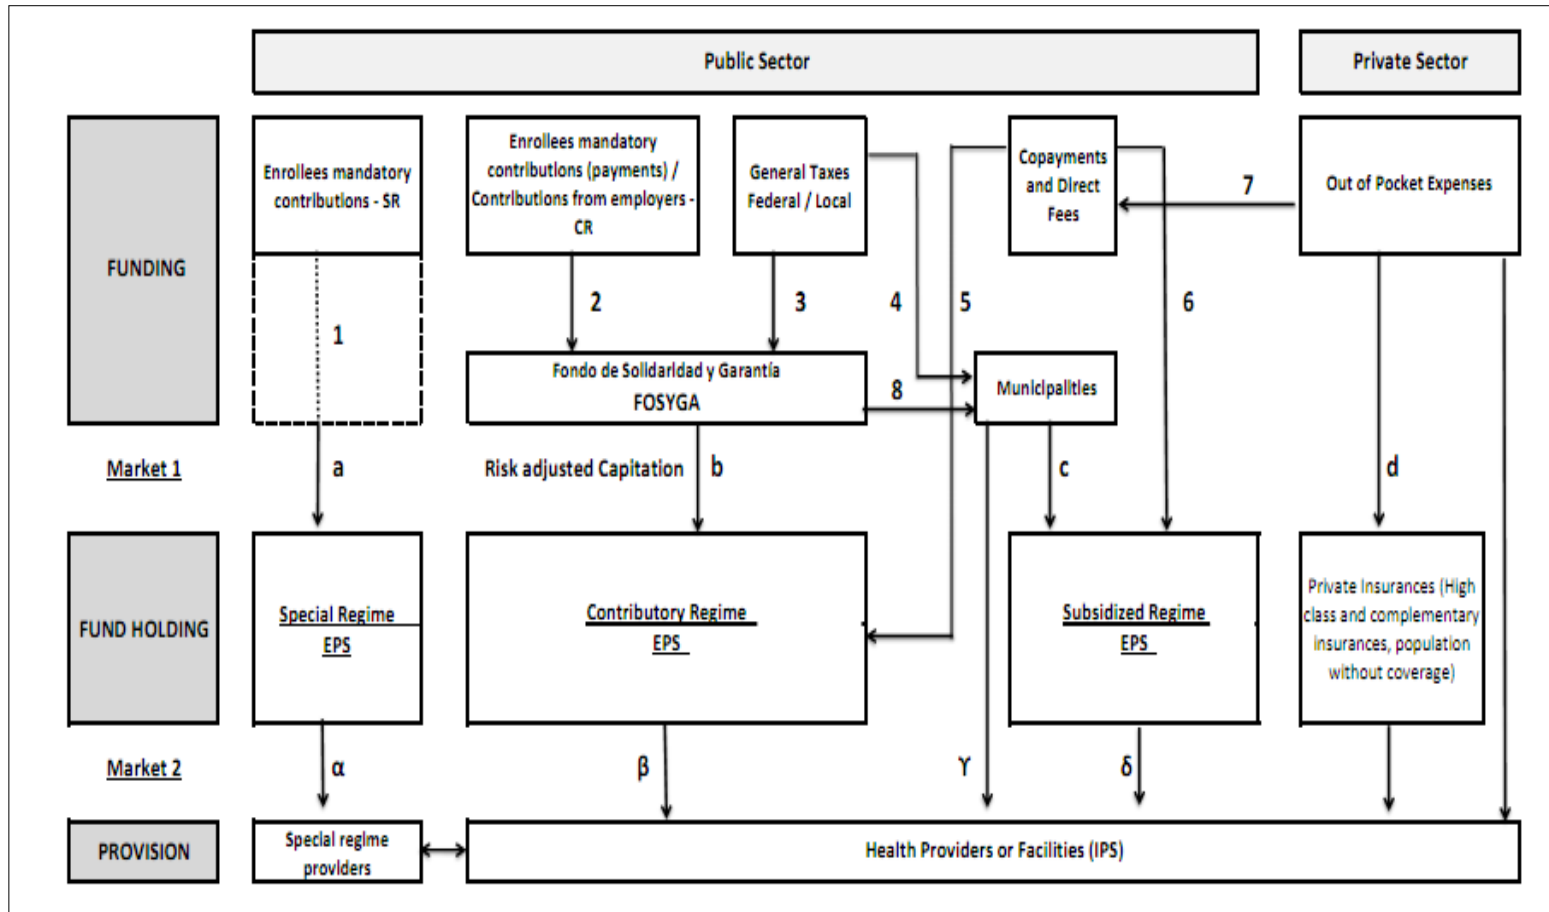 Public Sector
Private Sector
FUNDING
Enrollees mandatory
contributions - SR
Enrollees mandatory
contributions (payments) /
Contributions from employers -
CR
General Taxes
Federal / Local
Copayments
and Direct
Fees
7
Out of Pocket Expenses
1
2
3
4
5
6
Fondo de Solidaridad y Garantía
FOSYGA
8
Municipalities
Market 1
a
Risk adjusted Capitation
b
c
d
FUND HOLDING
Special Regime
EPS
Contributory Regime
EPS
Subsidized Regime
EPS
Private Insurances (High
class and complementary
insurances, population
without coverage)
Market 2
α
β
ϒ
δ
PROVISION
Special regime
providers
Health Providers or Facilities (IPS)